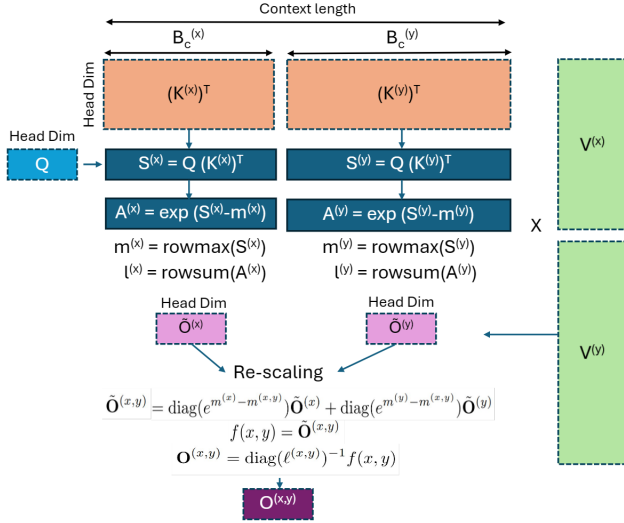 Context length
B_c^(x)
B_c^(y)
Head Dim
(K^(x))^T
(K^(y))^T
V^(x)
Head Dim
Q
S^(x) = Q (K^(x))^T
S^(y) = Q (K^(y))^T
A^(x) = exp (S^(x)-m^(x))
A^(y) = exp (S^(y)-m^(y))
X
m^(x) = rowmax(S^(x))
m^(y) = rowmax(S^(y))
l^(x) = rowsum(A^(x))
l^(y) = rowsum(A^(y))
Head Dim
Head Dim
Õ^(x)
Õ^(y)
V^(y)
Re-scaling
Õ^(x,y) = diag(e^{m^(x)−m^(x,y)})Õ^(x) + diag(e^{m^(y)−m^(x,y)})Õ^(y)
f(x, y) = Õ^(x,y)
O^(x,y) = diag(ℓ^(x,y))^−1 f(x, y)
O^(x,y)